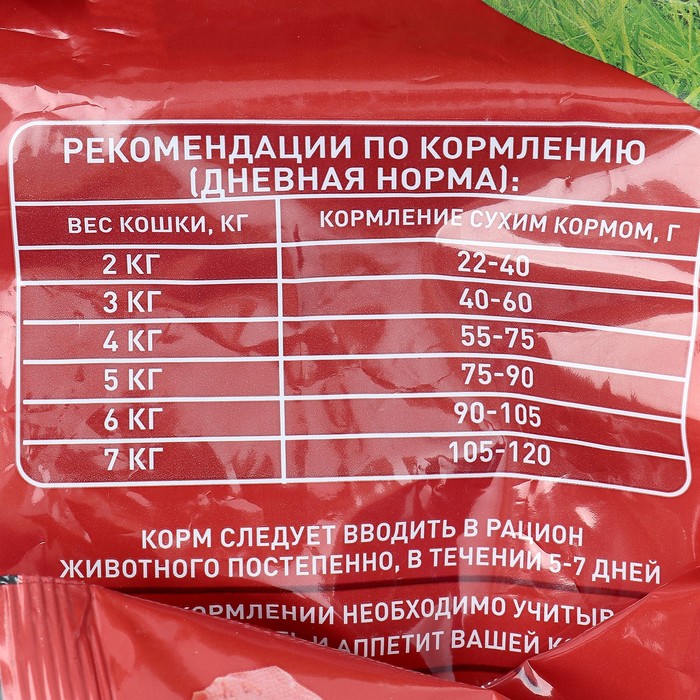 РЕКОМЕНДАЦИИ ПО КОРМЛЕНИЮ
(ДНЕВНАЯ НОРМА):
ВЕС КОШКИ, КГ КОРМЛЕНИЕ СУХИМ КОРМОМ, Г
2 КГ 22-40
3 КГ 40-60
4 КГ 55-75
5 КГ 75-90
6 КГ 90-105
7 КГ 105-120
КОРМ СЛЕДУЕТ ВВОДИТЬ В РАЦИОН
ЖИВОТНОГО ПОСТЕПЕННО, В ТЕЧЕНИИ 5-7 ДНЕЙ
КОРМЛЕНИИ НЕОБХОДИМО
И АППЕТИТ ВАШЕЙ